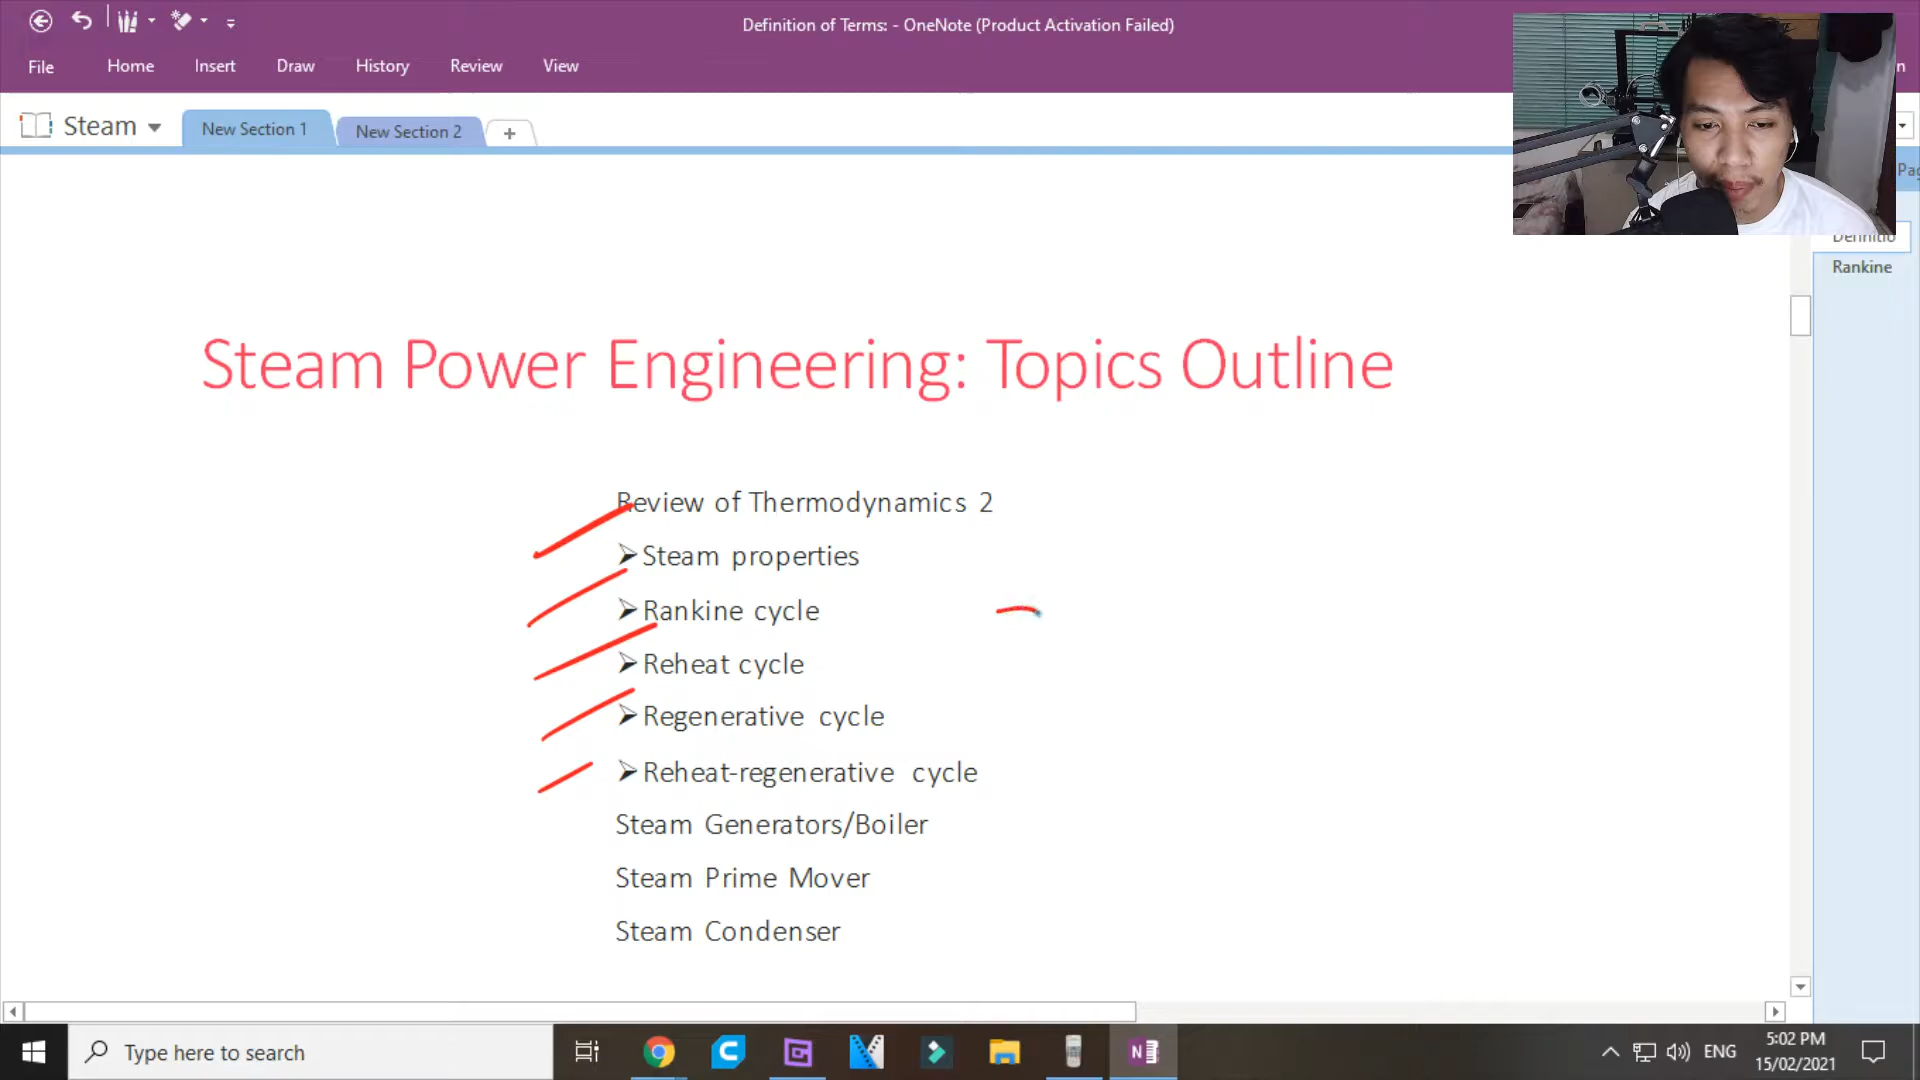 Definition of Terms: - OneNote (Product Activation Failed)
File Home Insert Draw History Review View
Steam New Section 1 New Section 2
Rankine
Steam Power Engineering: Topics Outline
Review of Thermodynamics 2
Steam properties
Rankine cycle
Reheat cycle
Regenerative cycle
Reheat-regenerative cycle
Steam Generators/Boiler
Steam Prime Mover
Steam Condenser
Type here to search
ENG
5:02 PM
15/02/2021